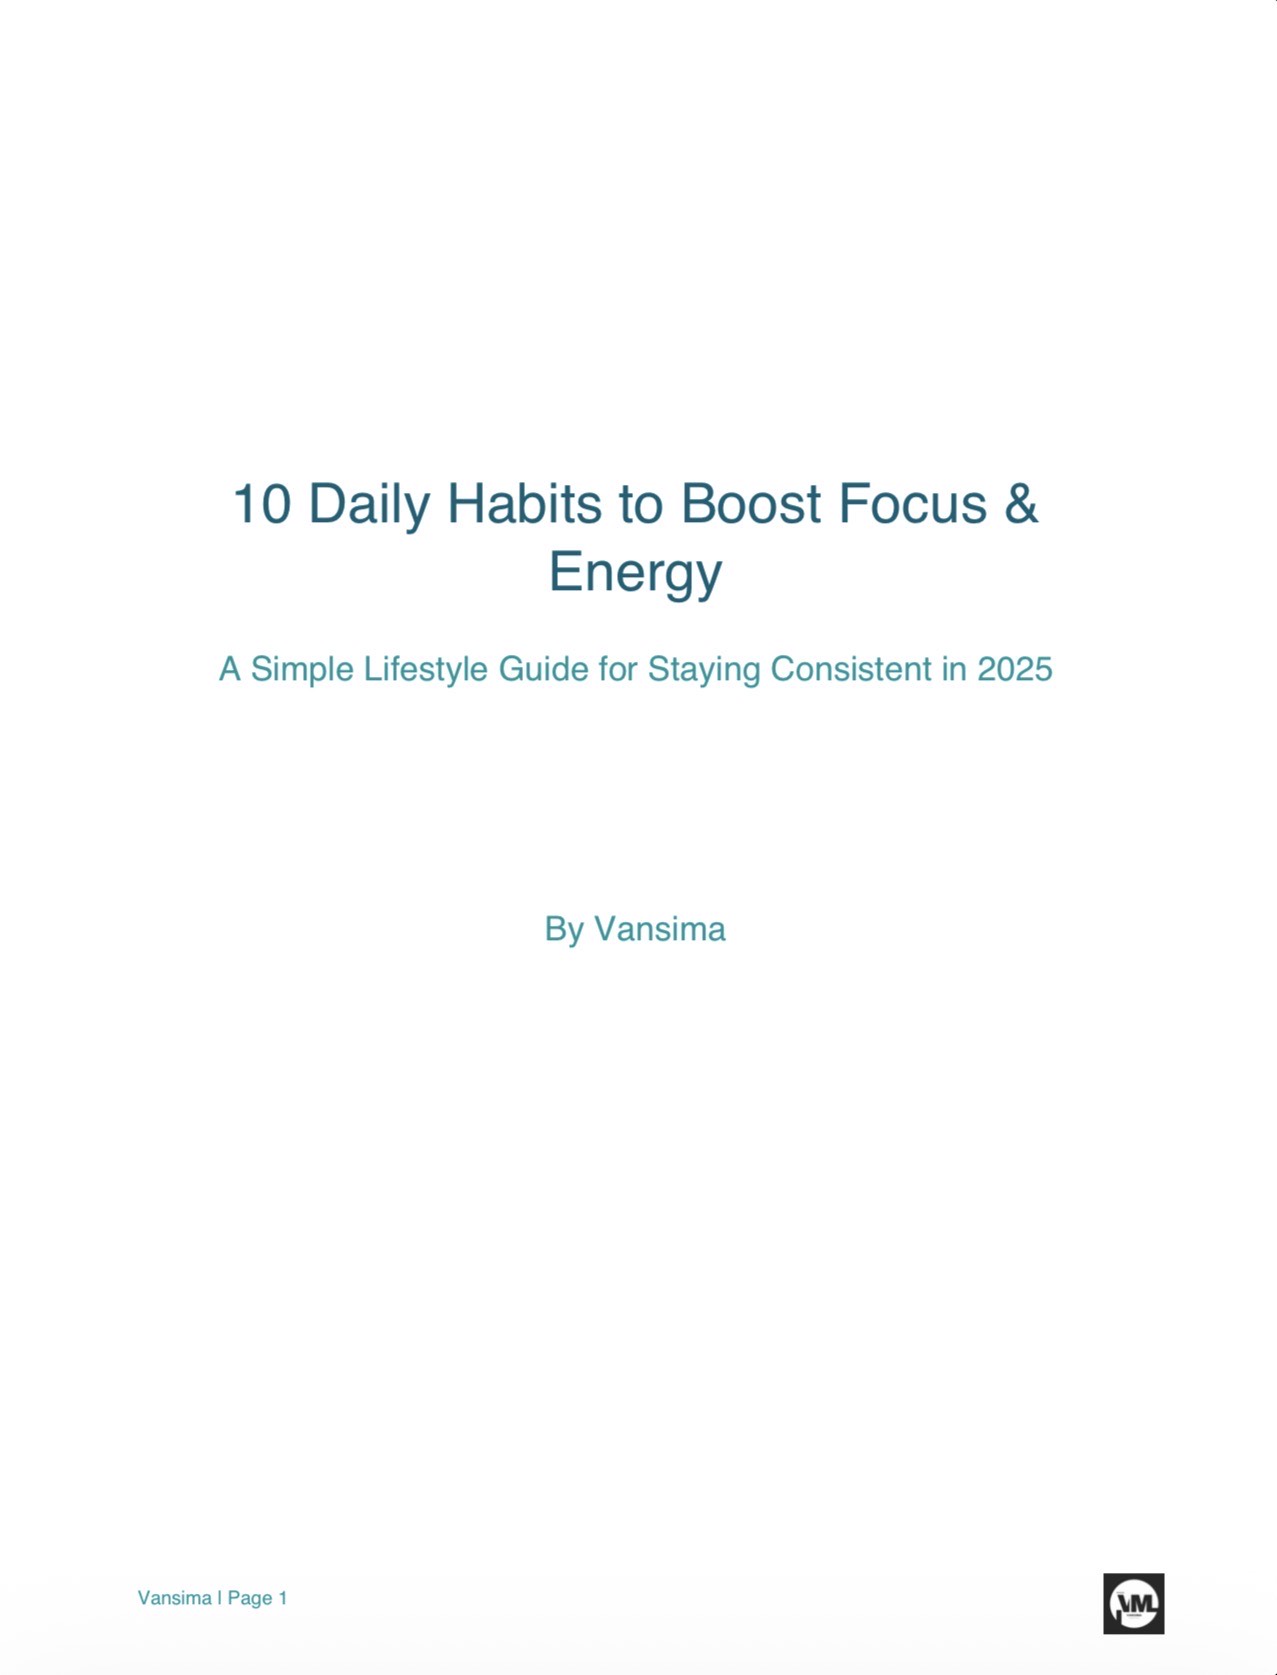 10 Daily Habits to Boost Focus &
Energy
A Simple Lifestyle Guide for Staying Consistent in 2025
By Vansima
Vansima | Page 1
VML